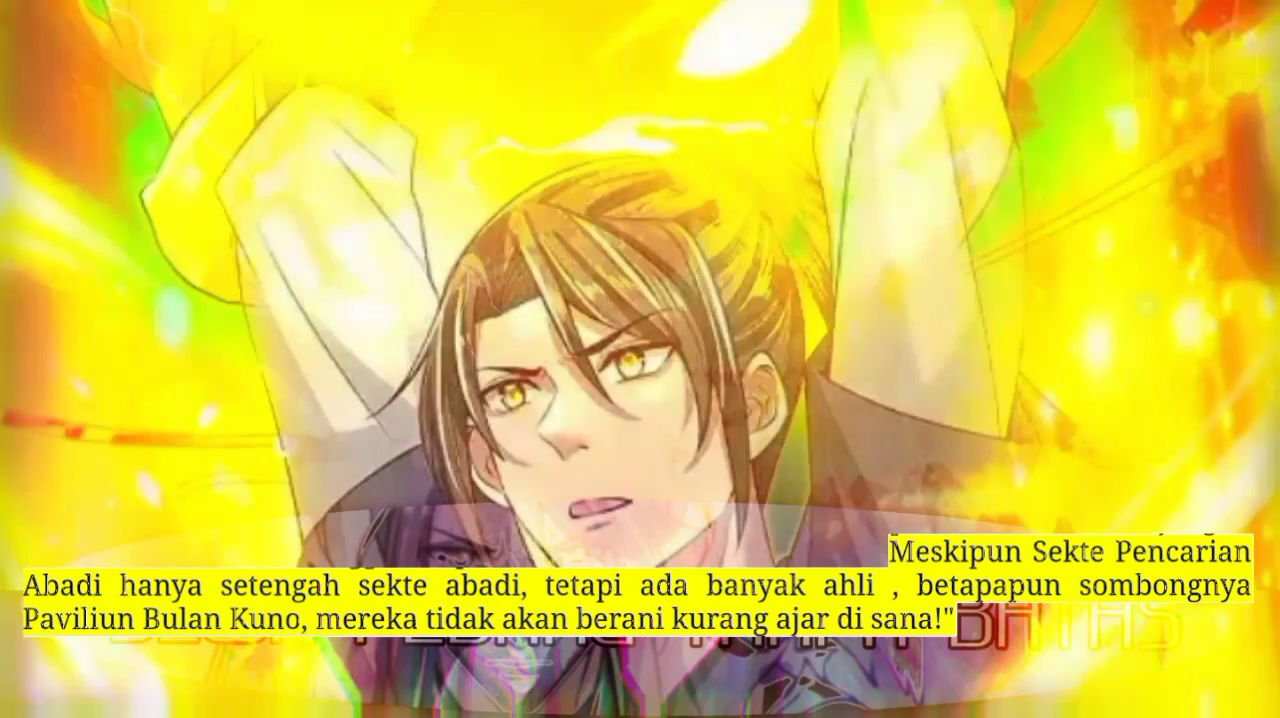 Meskipun Sekte Pencarian
Abadi hanya setengah sekte abadi, tetapi ada banyak ahli , betapapun sombongnya
Paviliun Bulan Kuno, mereka tidak akan berani kurang ajar di sana!"
BATAS